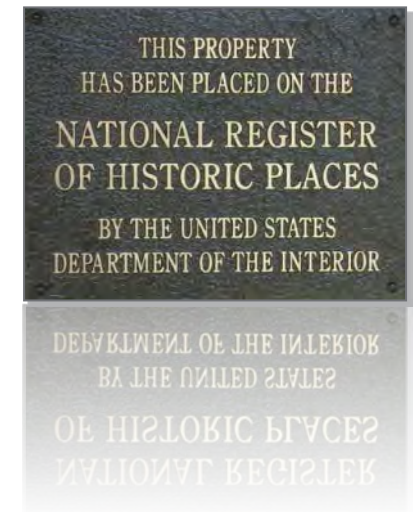 THIS PROPERTY
HAS BEEN PLACED ON THE
NATIONAL REGISTER
OF HISTORIC PLACES
BY THE UNITED STATES
DEPARTMENT OF THE INTERIOR